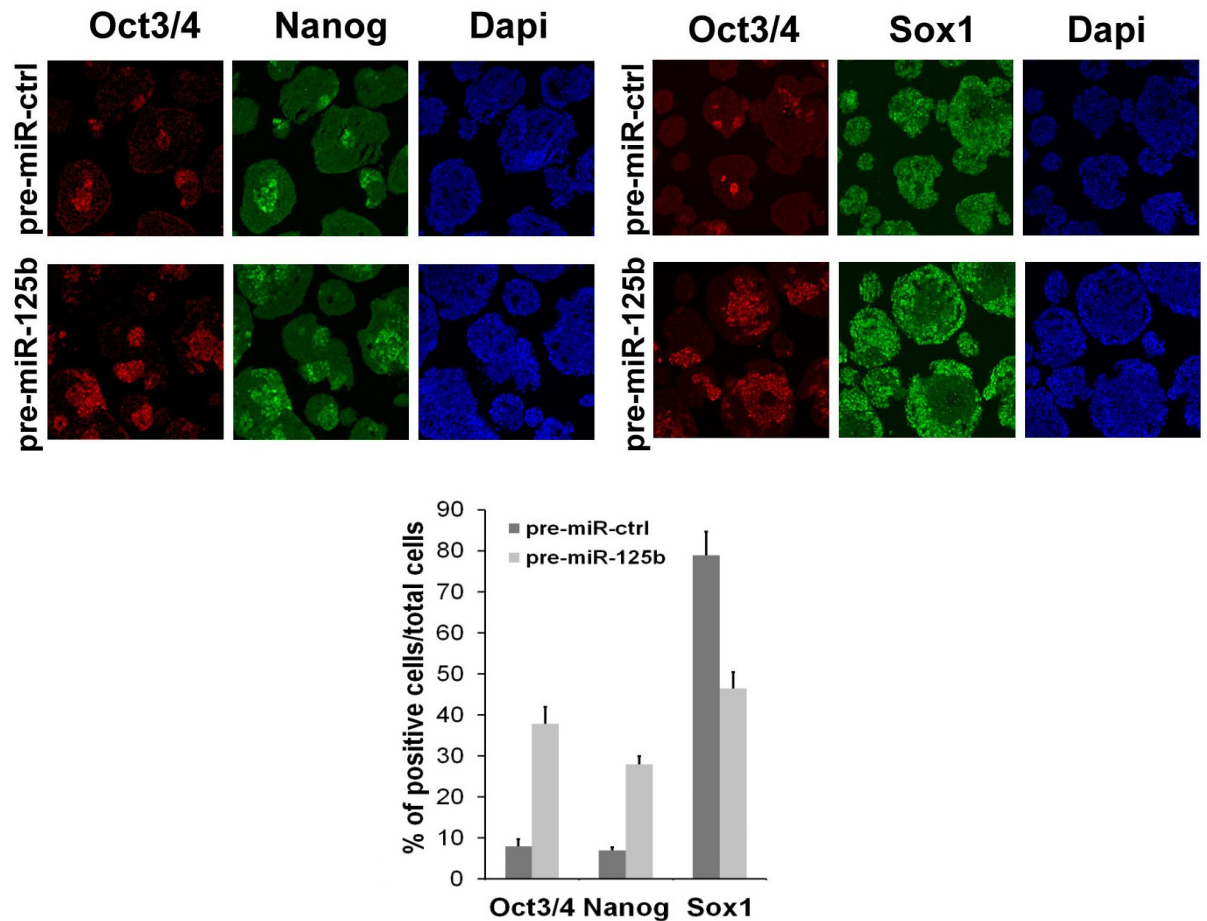 Oct3/4 Nanog Dapi Oct3/4 Sox1 Dapi
pre-miR-ctrl
pre-miR-ctrl
pre-miR-125b
pre-miR-125b
% of positive cells/total cells
90
80
70
60
50
40
30
20
10
0
pre-miR-ctrl
pre-miR-125b
Oct3/4 Nanog Sox1